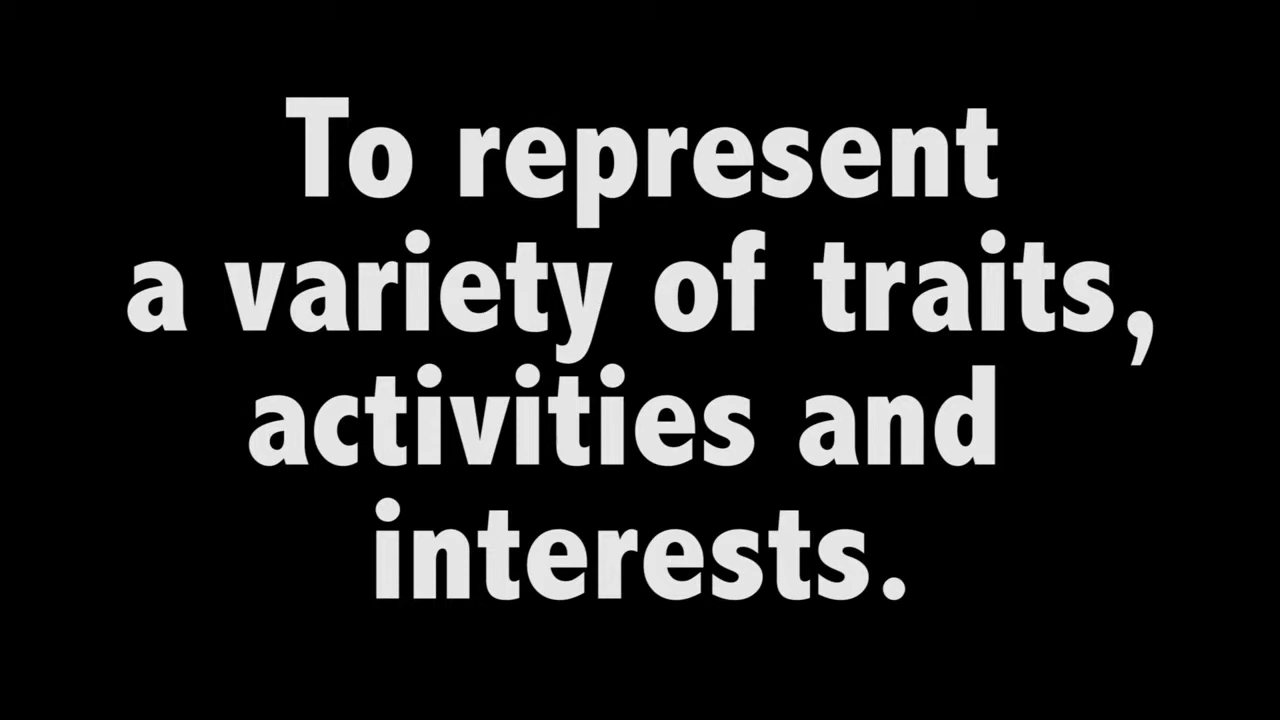 To represent
a variety of traits,
activities and
interests.